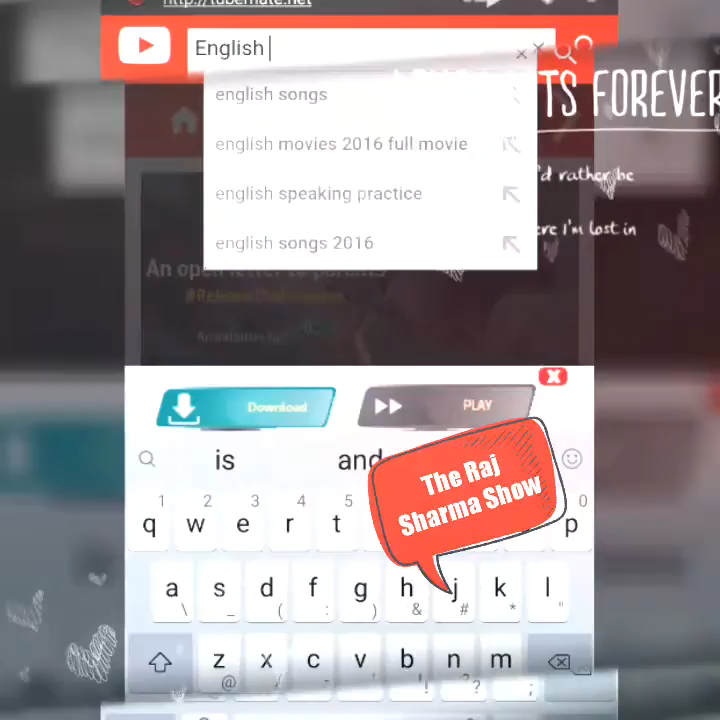 http://tubemate.net
English
english songs
english movies 2016 full movie
english speaking practice
english songs 2016
TS FOREVER
'd rather be
ere I'm lost in
An open letter to parents
Download
PLAY
X
is
and
The Raj
Sharma Show
1 2 3 4 5 0
q w e r t p
a s d f g h j k l
\ _ ( : ) & # * "
z x c v b n m
@ / - ' ! ? ;